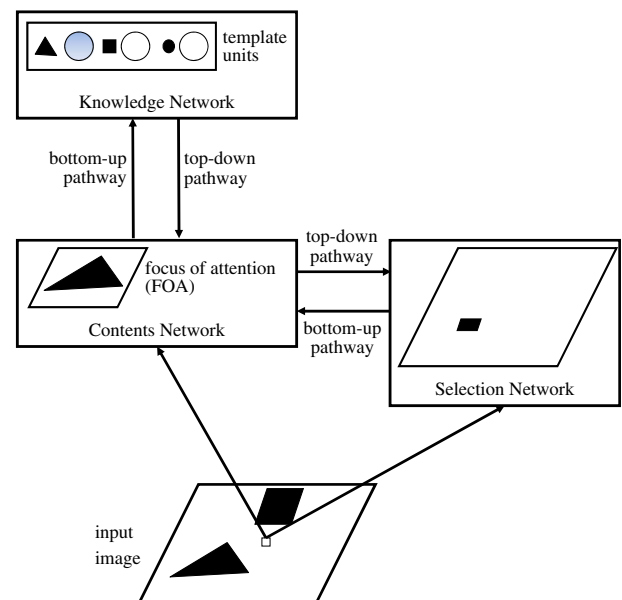 template
units
Knowledge Network
bottom-up
pathway
top-down
pathway
top-down
pathway
focus of attention
(FOA)
Contents Network
bottom-up
pathway
Selection Network
input
image